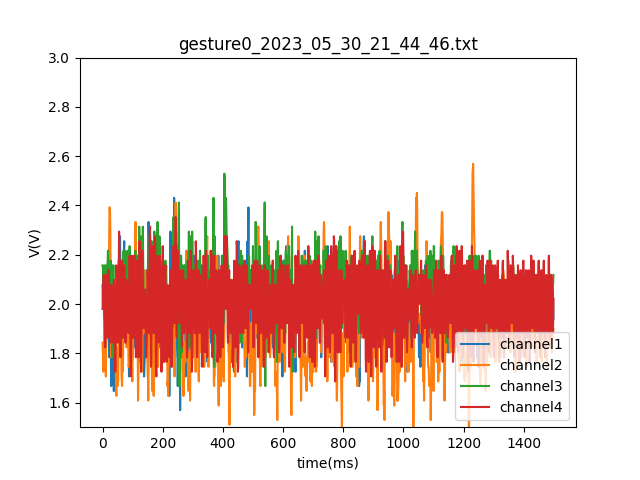 gesture0_2023_05_30_21_44_46.txt
3.0
2.8
2.6
2.4
2.2
2.0
1.8
1.6
V(V)
channel1
channel2
channel3
channel4
0 200 400 600 800 1000 1200 1400
time(ms)